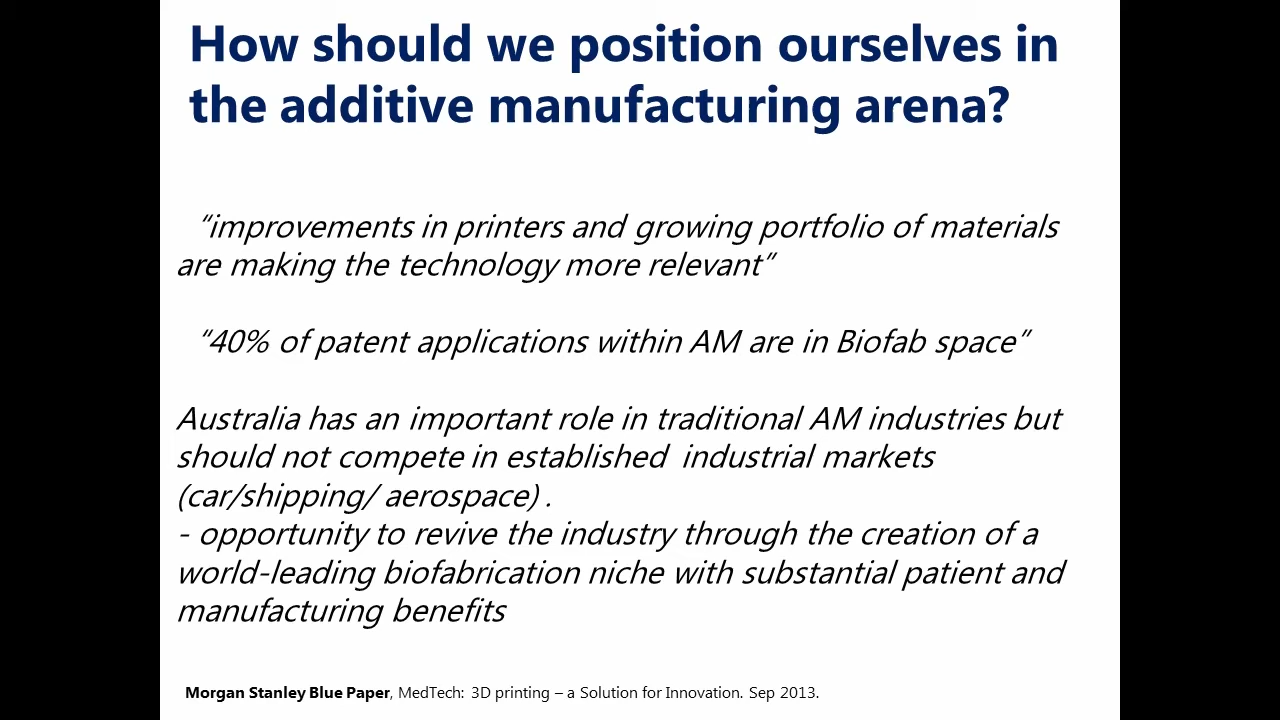 How should we position ourselves in
the additive manufacturing arena?
“improvements in printers and growing portfolio of materials
are making the technology more relevant”
“40% of patent applications within AM are in Biofab space”
Australia has an important role in traditional AM industries but
should not compete in established  industrial markets
(car/shipping/ aerospace) .
- opportunity to revive the industry through the creation of a
world-leading biofabrication niche with substantial patient and
manufacturing benefits
Morgan Stanley Blue Paper, MedTech: 3D printing – a Solution for Innovation. Sep 2013.